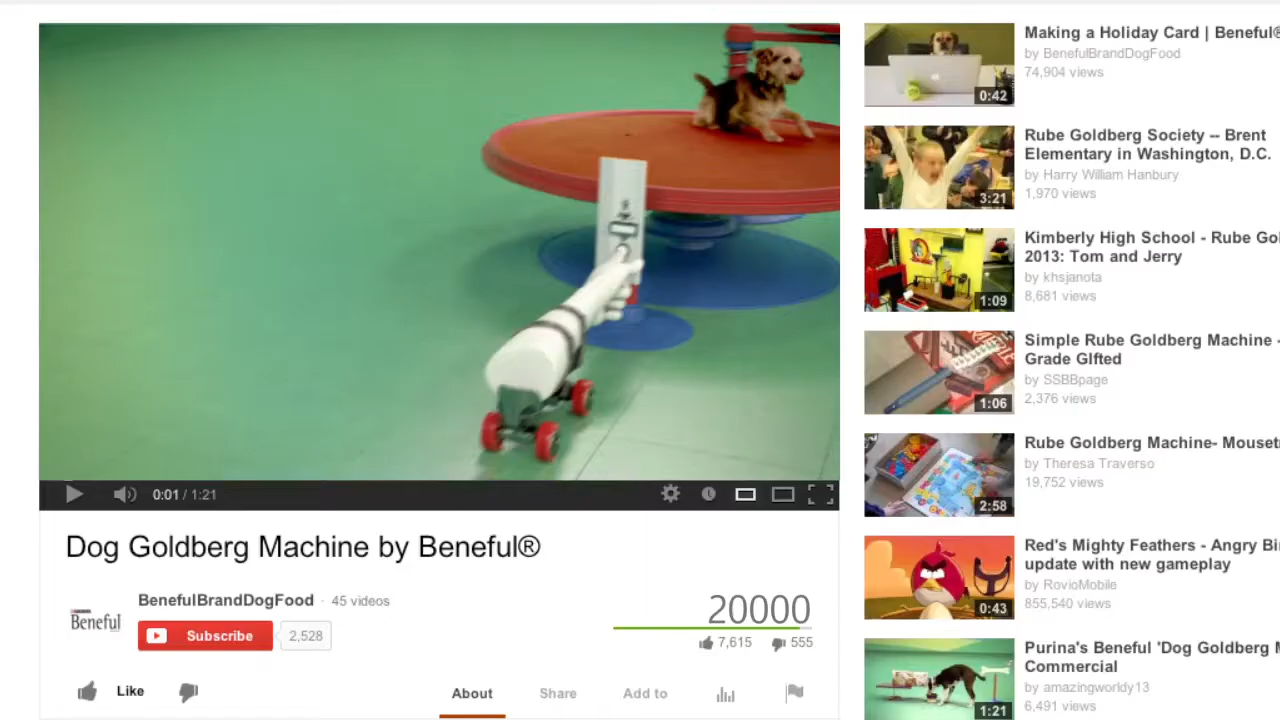 0:01 / 1:21
Dog Goldberg Machine by Beneful®
Beneful
BenefulBrandDogFood · 45 videos
Subscribe
2,528
20000
7,615
555
Like
About
Share
Add to
Making a Holiday Card | Beneful®
by BenefulBrandDogFood
74,904 views
0:42
Rube Goldberg Society -- Brent
Elementary in Washington, D.C.
by Harry William Hanbury
1,970 views
3:21
Kimberly High School - Rube Gol
2013: Tom and Jerry
by khsjanota
8,681 views
1:09
Simple Rube Goldberg Machine -
Grade GIfted
by SSBBpage
2,376 views
1:06
Rube Goldberg Machine- Mouset
by Theresa Traverso
19,752 views
2:58
Red's Mighty Feathers - Angry Bi
update with new gameplay
by RovioMobile
855,540 views
0:43
Purina's Beneful 'Dog Goldberg M
Commercial
by amazingworldy13
6,491 views
1:21